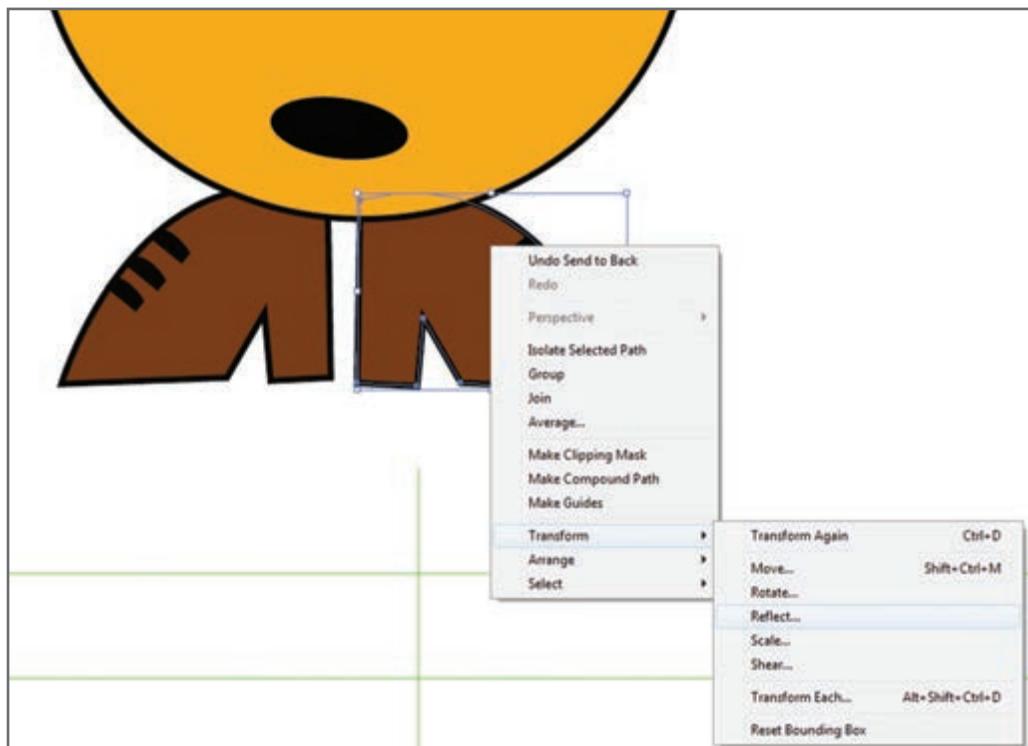 Undo Send to Back
Redo
Perspective
Isolate Selected Path
Group
Join
Average...
Make Clipping Mask
Make Compound Path
Make Guides
Transform
Arrange
Select
Transform Again Ctrl+D
Move... Shift+Ctrl+M
Rotate...
Reflect...
Scale...
Shear...
Transform Each... Alt+Shift+Ctrl+D
Reset Bounding Box